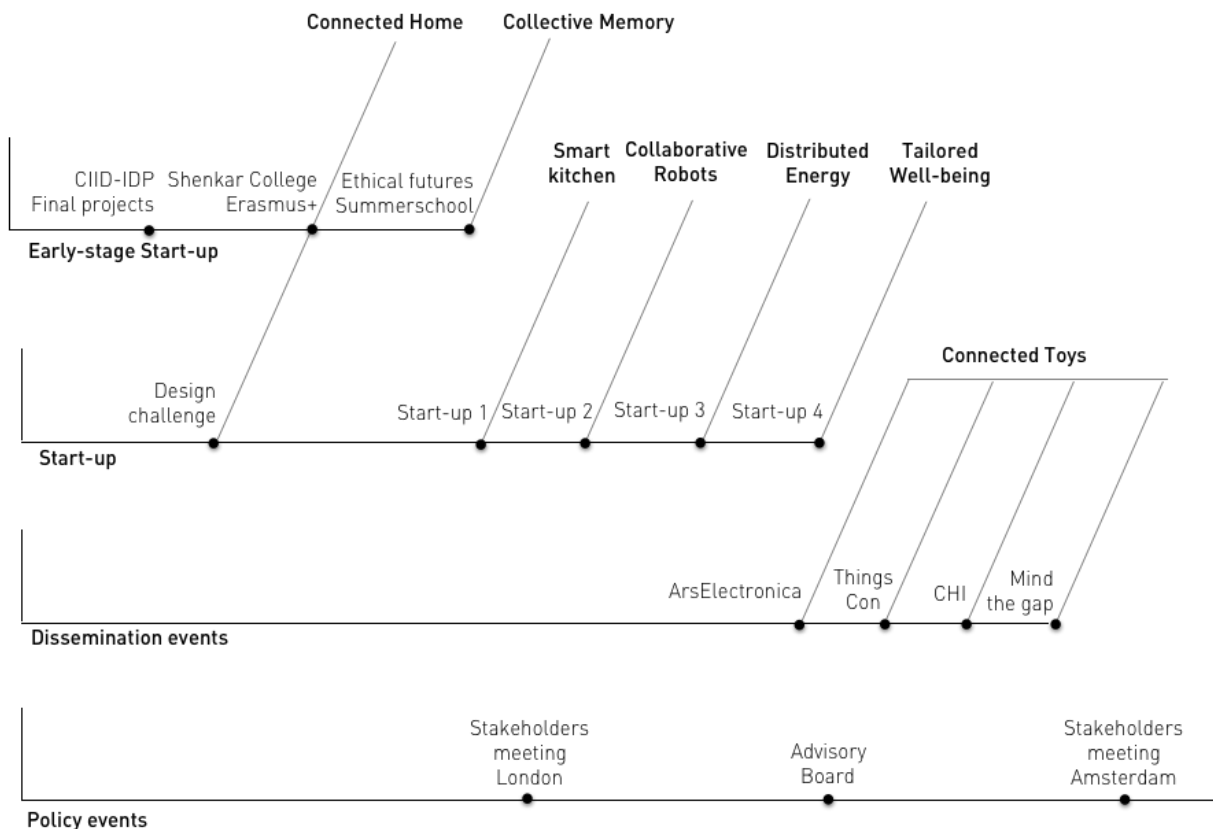 Connected Home
Collective Memory
CIID-IDP
Final projects
Shenkar College
Erasmus+
Ethical futures
Summerschool
Early-stage Start-up
Smart
kitchen
Collaborative
Robots
Distributed
Energy
Tailored
Well-being
Connected Toys
Design
challenge
Start-up 1
Start-up 2
Start-up 3
Start-up 4
Start-up
ArsElectronica
Things
Con
CHI
Mind
the gap
Dissemination events
Stakeholders
meeting
London
Advisory
Board
Stakeholders
meeting
Amsterdam
Policy events